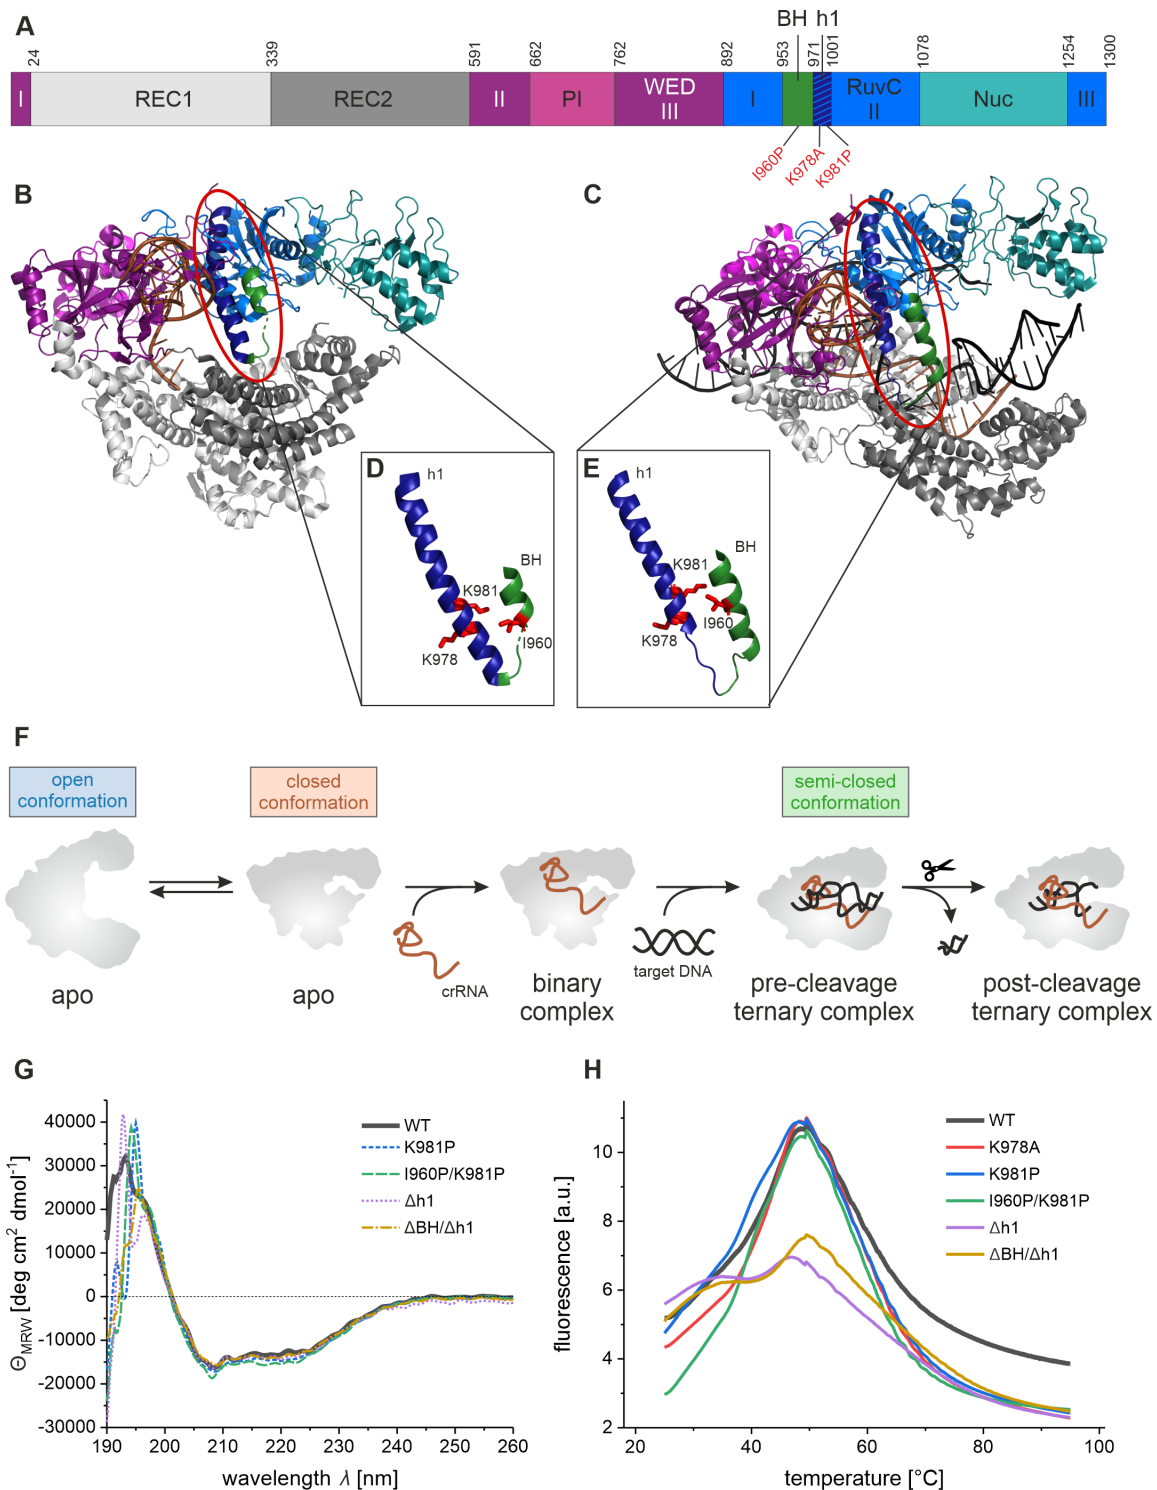 A
BH h1
24 339 591 662 762 892 953 971 1001 1078 1254 1300
I REC1 REC2 II PI WED III I RuvC II Nuc III
I960P K978A K981P
B
C
D
h1
BH
K981
I960
K978
E
h1
BH
K981
I960
K978
F
open
conformation
closed
conformation
semi-closed
conformation
crRNA
target DNA
apo
apo
binary
complex
pre-cleavage
ternary complex
post-cleavage
ternary complex
G
ΘMRW [deg cm² dmol⁻¹]
40000
30000
20000
10000
0
-10000
-20000
-30000
190 200 210 220 230 240 250 260
wavelength λ [nm]
WT
K981P
I960P/K981P
Δh1
ΔBH/Δh1
H
fluorescence [a.u.]
10
8
6
4
2
20 40 60 80 100
temperature [°C]
WT
K978A
K981P
I960P/K981P
Δh1
ΔBH/Δh1